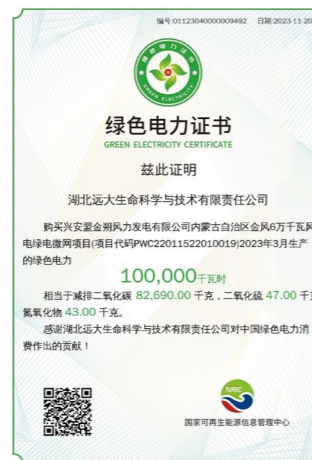 编号:01123040000009492 日期:2023-11-20
绿色电力证书
GREEN ELECTRICITY CERTIFICATE
绿色电力证书
GREEN ELECTRICITY CERTIFICATE
兹此证明
湖北远大生命科学与技术有限责任公司
购买兴安盟金朔风力发电有限公司内蒙古自治区金风6万千瓦风
电绿电微网项目(项目代码PWC22011522010019)2023年3月生产
的绿色电力
100,000千瓦时
相当于减排二氧化碳 82,690.00 千克，二氧化硫 47.00 千克
氮氧化物 43.00 千克。
感谢湖北远大生命科学与技术有限责任公司对中国绿色电力消
费作出的贡献！
NRIC
国家可再生能源信息管理中心